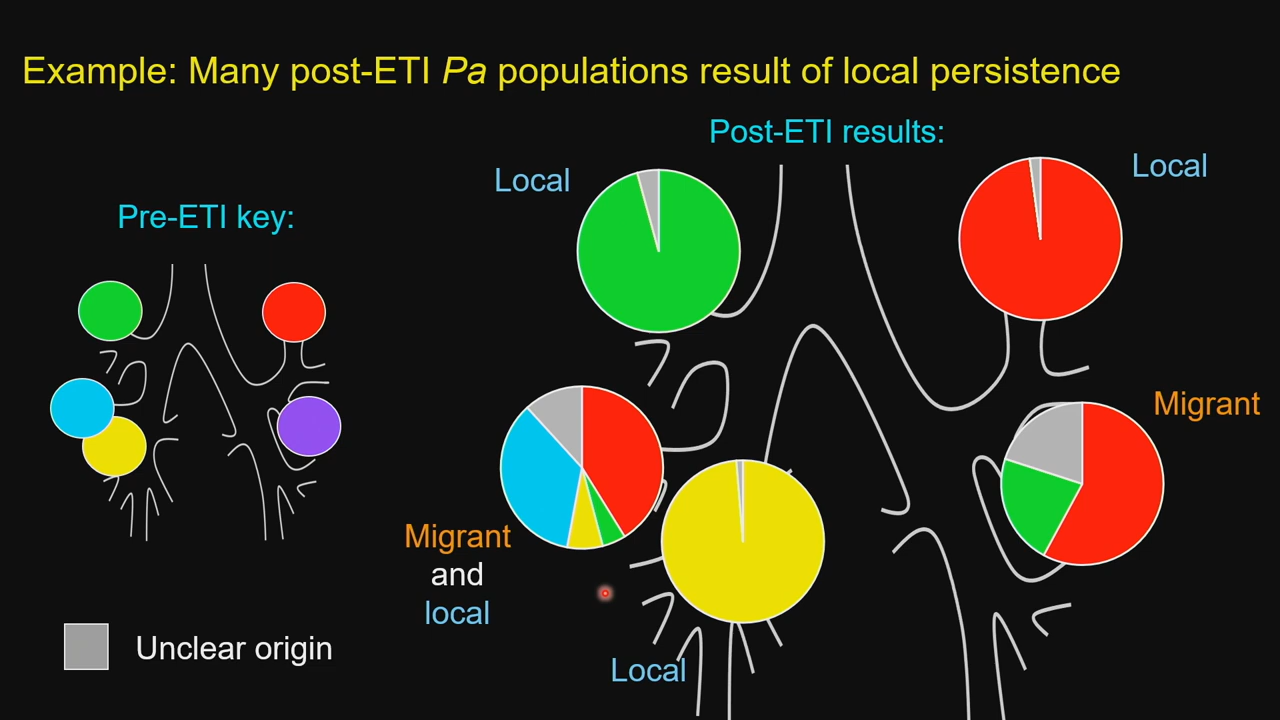 Example: Many post-ETI Pa populations result of local persistence
Post-ETI results:
Local
Local
Pre-ETI key:
Migrant
Migrant
and
local
Local
Unclear origin